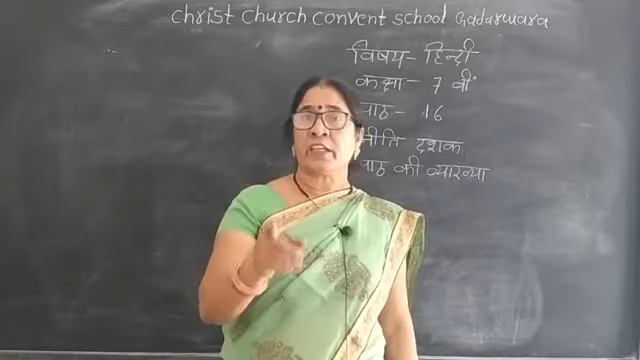 Christ Church convent school Gadarwara
विषय - हिन्दी
कक्षा - 7 वीं
पाठ - 16
नीति दशक
पाठ की व्याख्या